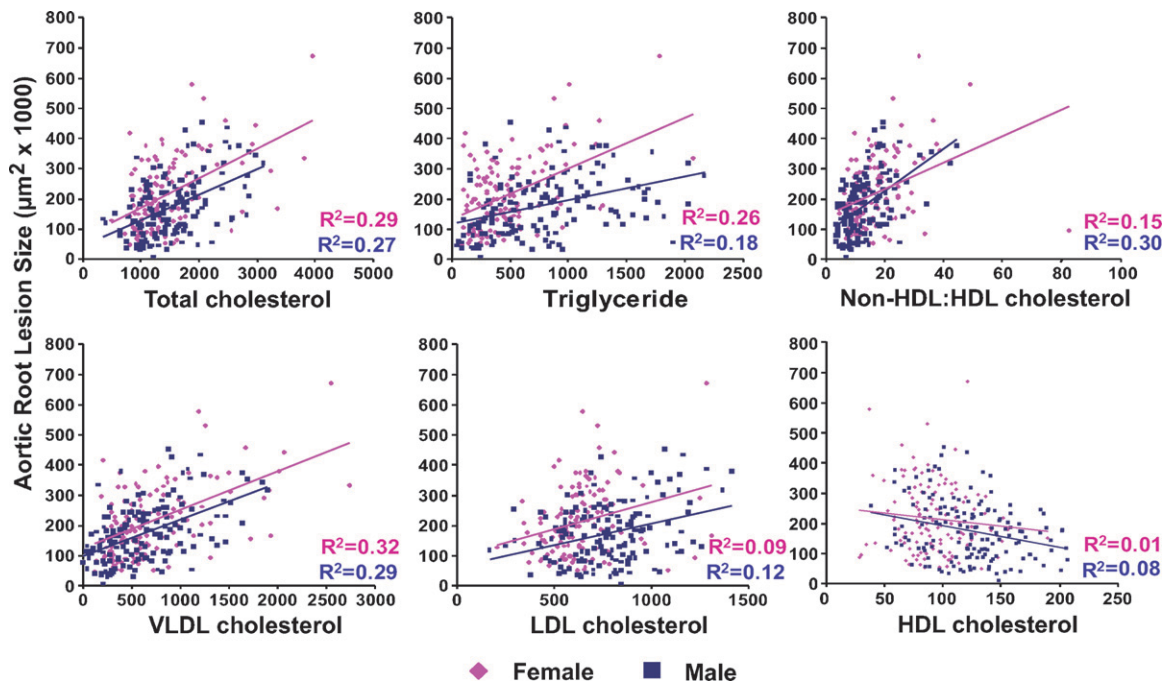 Aortic Root Lesion Size (µm² x 1000)
800
700
600
500
400
300
200
100
0
0 1000 2000 3000 4000 5000
R²=0.29
R²=0.27
Total cholesterol
800
700
600
500
400
300
200
100
0
0 500 1000 1500 2000 2500
R²=0.26
R²=0.18
Triglyceride
800
700
600
500
400
300
200
100
0
0 20 40 60 80 100
R²=0.15
R²=0.30
Non-HDL:HDL cholesterol
800
700
600
500
400
300
200
100
0
0 500 1000 1500 2000 2500 3000
R²=0.32
R²=0.29
VLDL cholesterol
800
700
600
500
400
300
200
100
0
0 500 1000 1500
R²=0.09
R²=0.12
LDL cholesterol
800
700
600
500
400
300
200
100
0
0 50 100 150 200 250
R²=0.01
R²=0.08
HDL cholesterol
Female Male